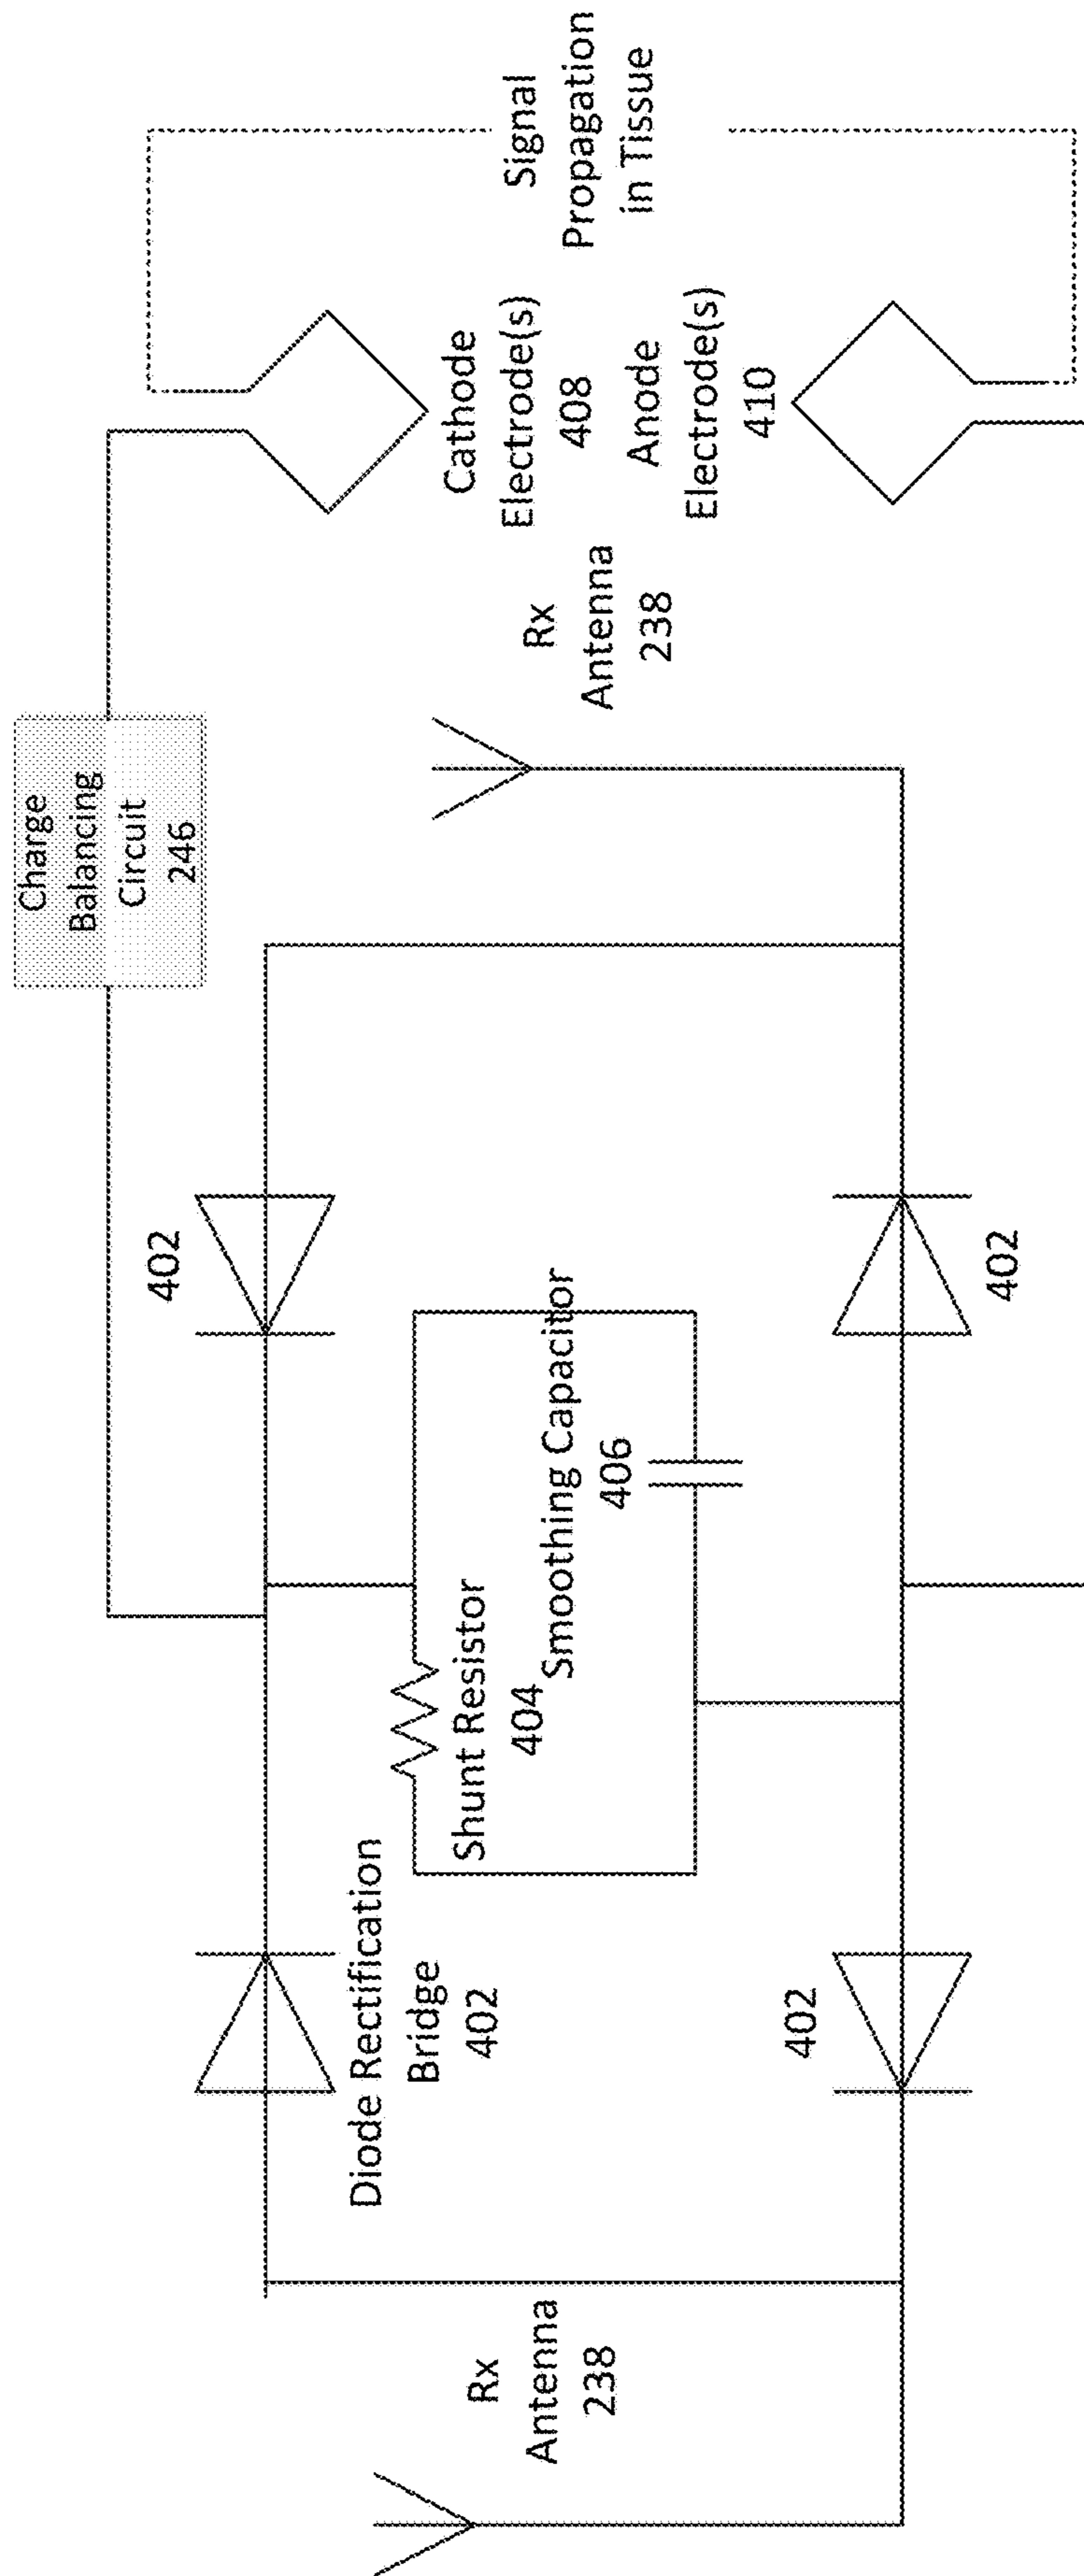 Charge
Balancing
Circuit
246
402
Diode Rectification
Bridge
402
Shunt Resistor
404
Smoothing Capacitor
406
402
402
Rx
Antenna
238
Rx
Antenna
238
Cathode
Electrode(s)
408
Anode
Electrode(s)
410
Signal
Propagation
in Tissue